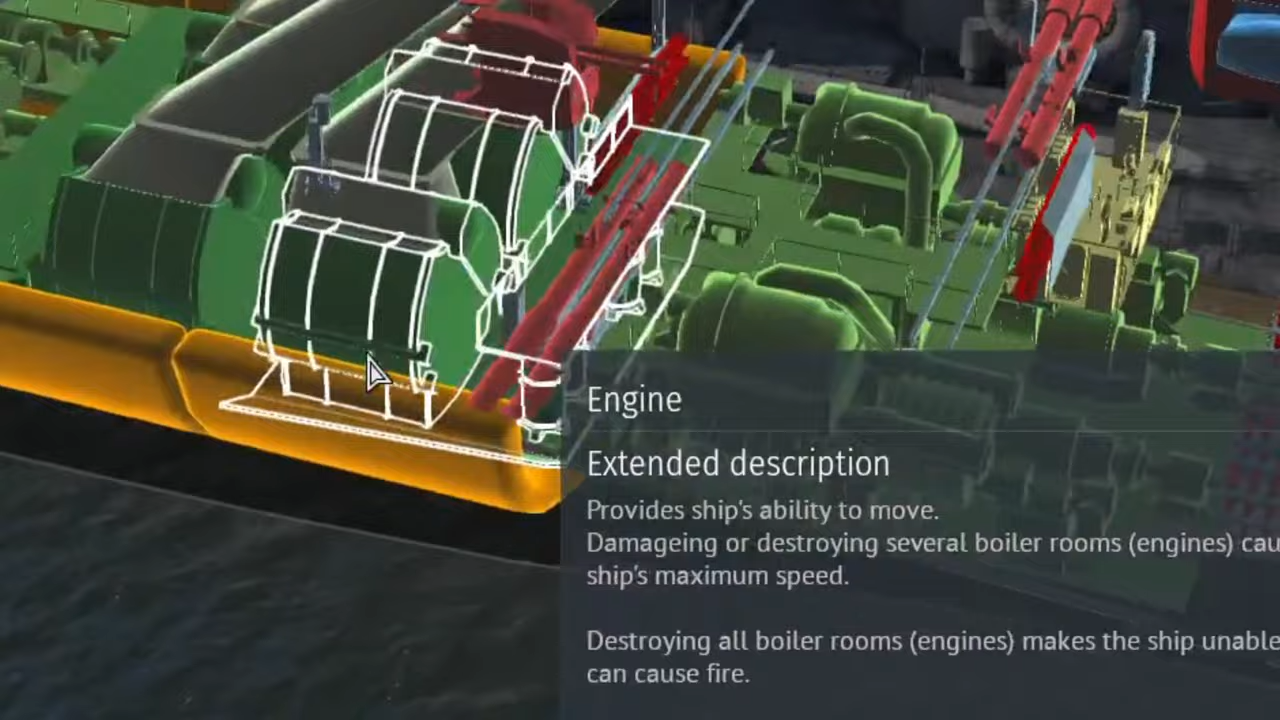 Engine
Extended description
Provides ship's ability to move.
Damageing or destroying several boiler rooms (engines) cau
ship's maximum speed.
Destroying all boiler rooms (engines) makes the ship unable
can cause fire.